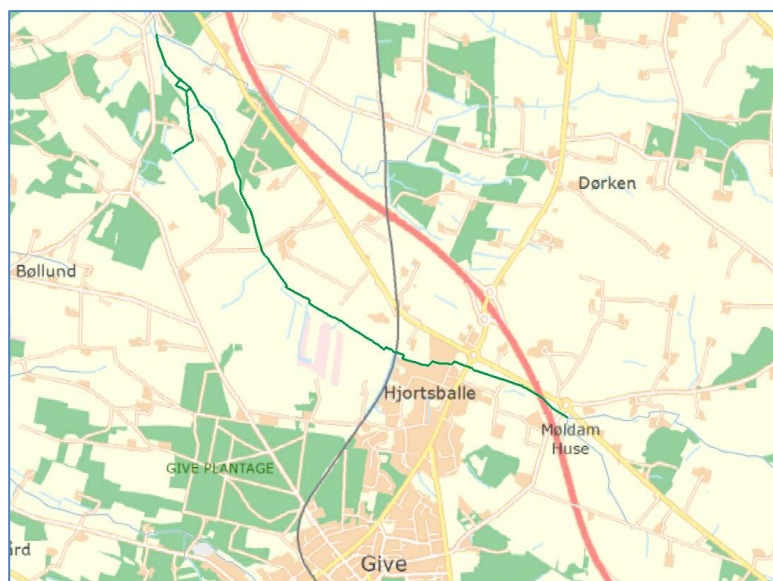 Dørken
Bøllund
Hjortsballe
Møldam
Huse
GIVE PLANTAGE
Give